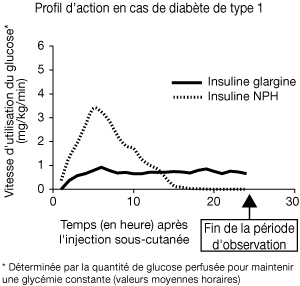 Profil d'action en cas de diabète de type 1
Vitesse d'utilisation du glucose*
(mg/kg/min)
6
5
4
3
2
1
0
Insuline glargine
Insuline NPH
0
10
20
30
Temps (en heure) après
l'injection sous-cutanée
Fin de la période
d'observation
* Déterminée par la quantité de glucose perfusée pour maintenir
une glycémie constante (valeurs moyennes horaires)